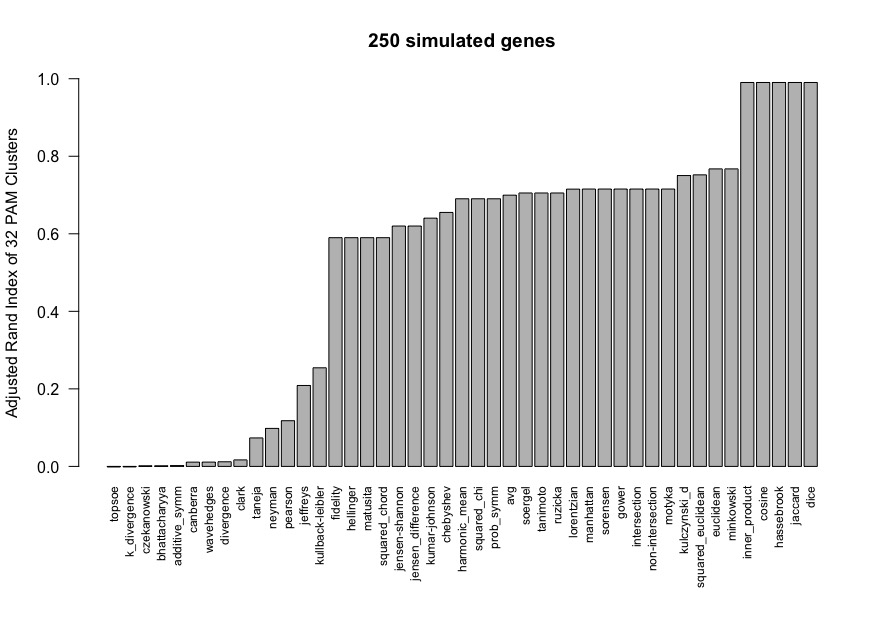 250 simulated genes
Adjusted Rand Index of 32 PAM Clusters
1.0
0.8
0.6
0.4
0.2
0.0
topsoe
k_divergence
czekanowski
bhattacharyya
additive_symm
canberra
wavehedges
divergence
clark
taneja
neyman
pearson
jeffreys
kullback-leibler
fidelity
hellinger
matusita
squared_chord
jensen-shannon
jensen_difference
kumar-johnson
chebyshev
harmonic_mean
squared_chi
prob_symm
avg
soergel
tanimoto
ruzicka
lorentzian
manhattan
sorensen
gower
intersection
non-intersection
motyka
kulczynski_d
squared_euclidean
euclidean
minkowski
inner_product
cosine
hassebrook
jaccard
dice